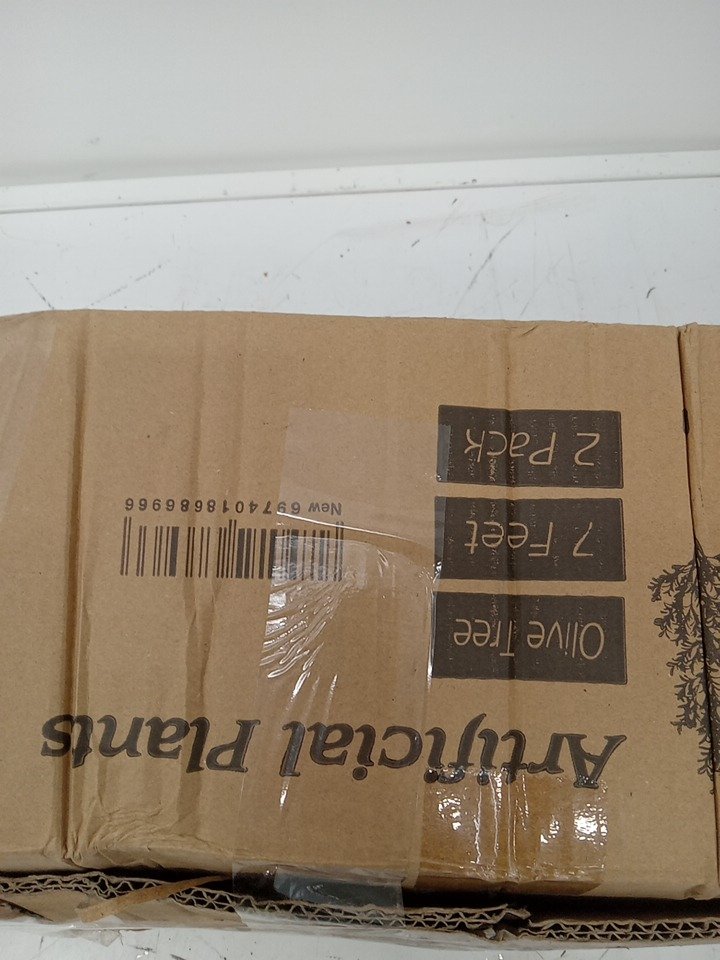 Artificial Plants
Olive Tree
7 Feet
2 Pack
New 6974018686966